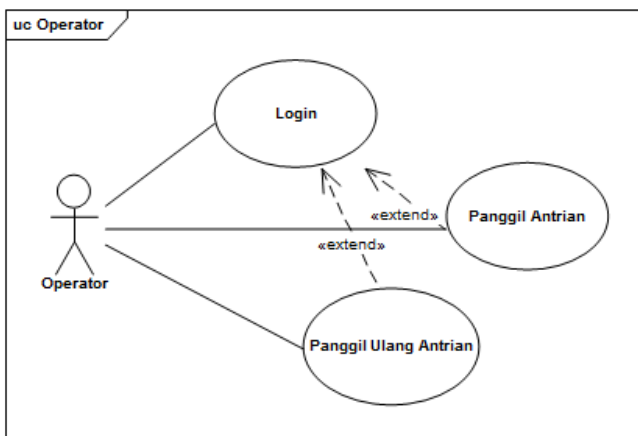 uc Operator
Login
«extend»
Panggil Antrian
«extend»
Operator
Panggil Ulang Antrian